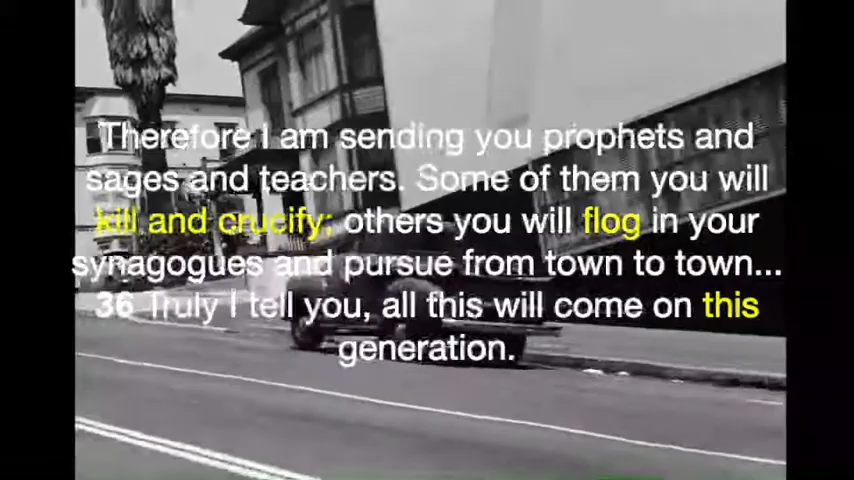 Therefore I am sending you prophets and
sages and teachers. Some of them you will
kill and crucify; others you will flog in your
synagogues and pursue from town to town...
36 Truly I tell you, all this will come on this
generation.